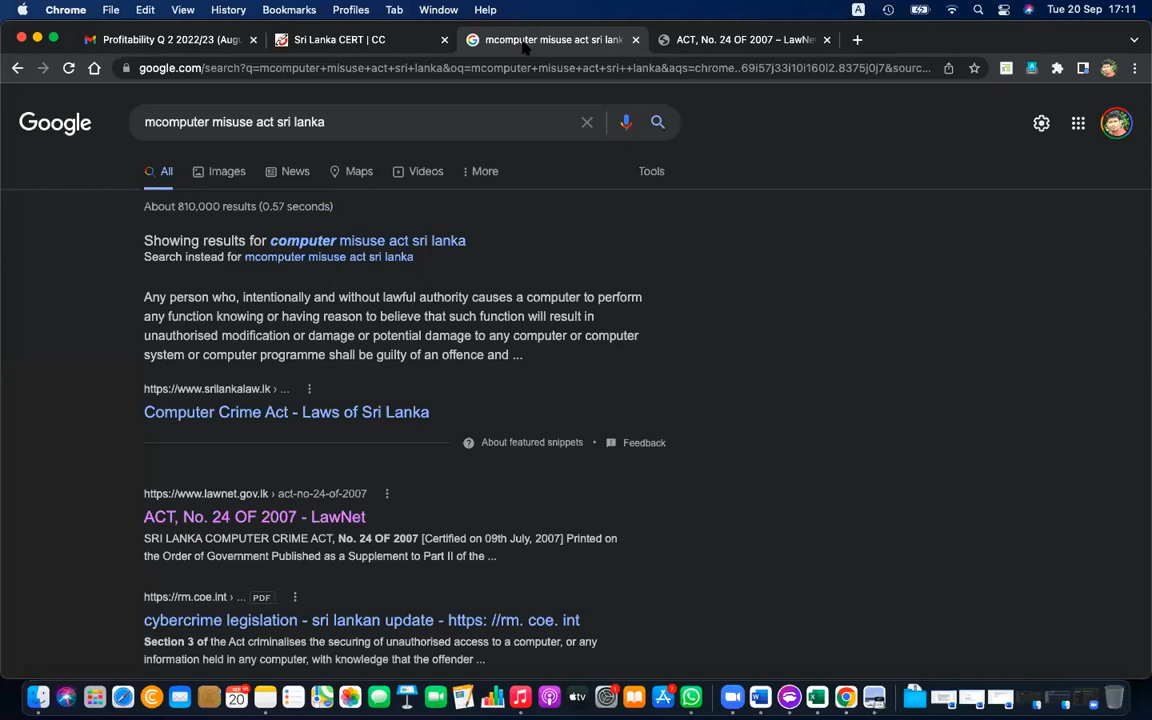 Chrome File Edit View History Bookmarks Profiles Tab Window Help A Tue 20 Sep 17:11
Profitability Q 2 2022/23 (Augu Sri Lanka CERT | CC mcomputer misuse act sri lank ACT, No. 24 OF 2007 – LawNe
google.com/search?q=mcomputer+misuse+act+sri+lanka&oq=mcomputer+misuse+act+sri++lanka&aqs=chrome..69i57j33i10i160l2.8375j0j7&sourc...
Google mcomputer misuse act sri lanka
All Images News Maps Videos More Tools
About 810,000 results (0.57 seconds)
Showing results for computer misuse act sri lanka
Search instead for mcomputer misuse act sri lanka
Any person who, intentionally and without lawful authority causes a computer to perform
any function knowing or having reason to believe that such function will result in
unauthorised modification or damage or potential damage to any computer or computer
system or computer programme shall be guilty of an offence and ...
https://www.srilankalaw.lk › ...
Computer Crime Act - Laws of Sri Lanka
About featured snippets • Feedback
https://www.lawnet.gov.lk › act-no-24-of-2007
ACT, No. 24 OF 2007 - LawNet
SRI LANKA COMPUTER CRIME ACT, No. 24 OF 2007 [Certified on 09th July, 2007] Printed on
the Order of Government Published as a Supplement to Part II of the ...
https://rm.coe.int › ... PDF
cybercrime legislation - sri lankan update - https: //rm. coe. int
Section 3 of the Act criminalises the securing of unauthorised access to a computer, or any
information held in any computer, with knowledge that the offender ...
20 tv